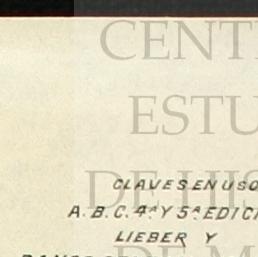 CENT
ESTU
DE HIS
CLAVES EN USO
A.B.C. 4ª Y 5ª EDICI
LIEBER Y
DE M